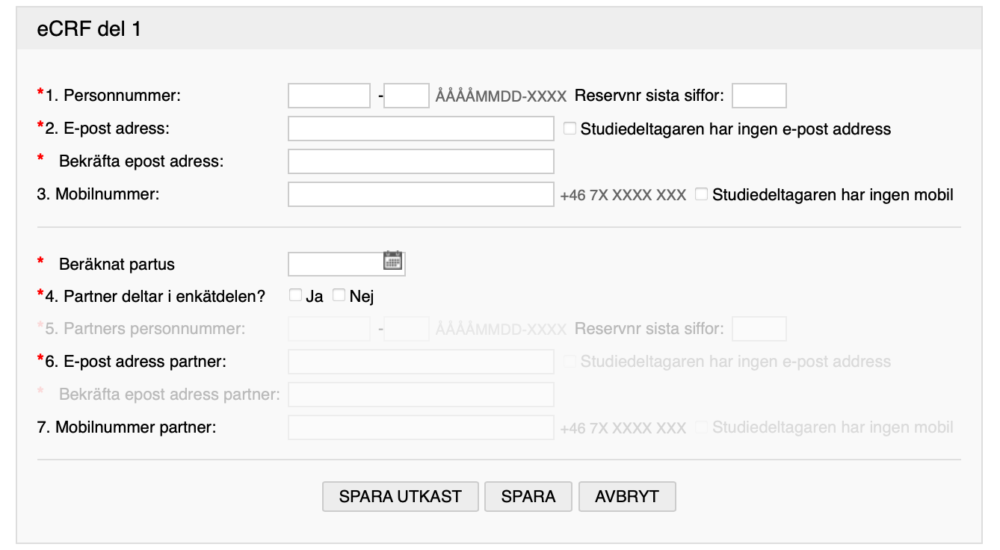 eCRF del 1
*1. Personnummer: - ÅÅÅÅMMDD-XXXX Reservnr sista siffor:
*2. E-post adress: Studiedeltagaren har ingen e-post address
* Bekräfta epost adress:
3. Mobilnummer: +46 7X XXXX XXX Studiedeltagaren har ingen mobil
* Beräknat partus
*4. Partner deltar i enkätdelen? Ja Nej
*5. Partners personnummer: - ÅÅÅÅMMDD-XXXX Reservnr sista siffor:
*6. E-post adress partner: Studiedeltagaren har ingen e-post address
* Bekräfta epost adress partner:
7. Mobilnummer partner: +46 7X XXXX XXX Studiedeltagaren har ingen mobil
SPARA UTKAST SPARA AVBRYT